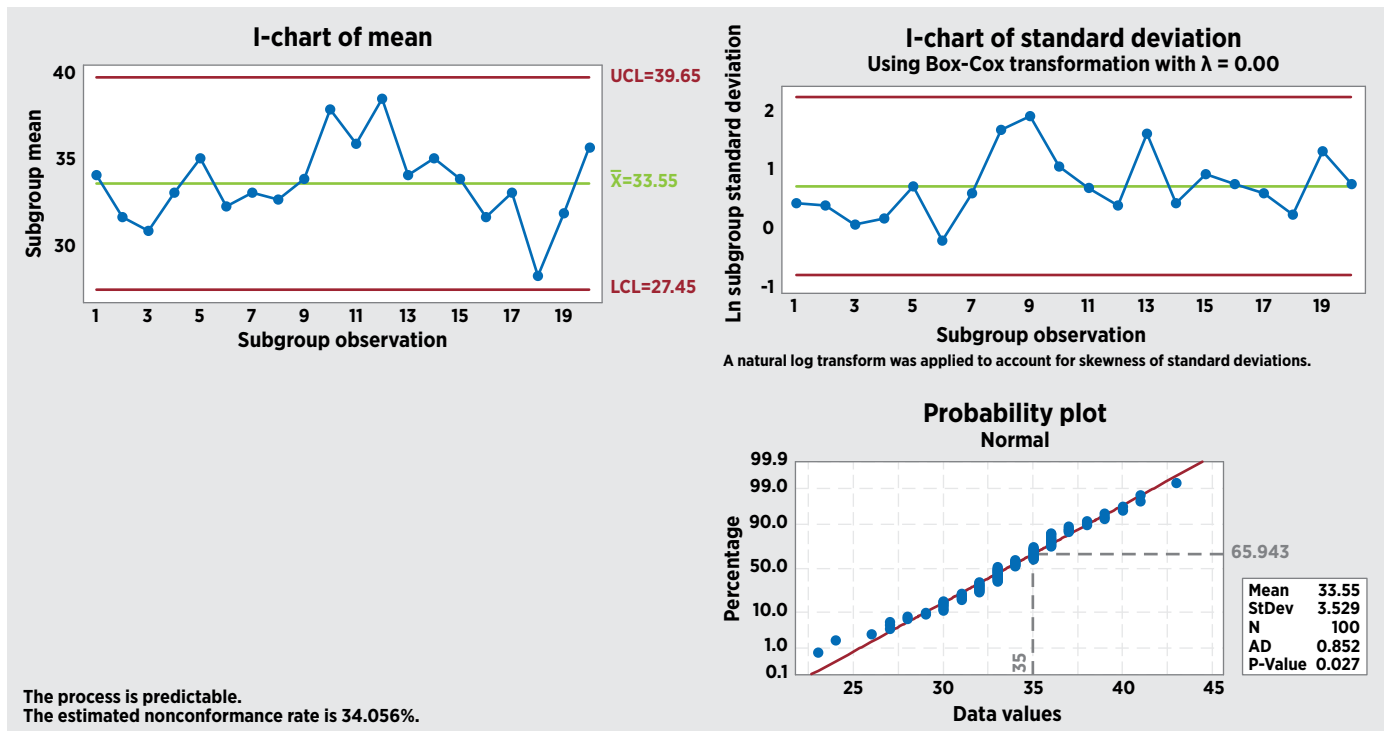 I-chart of mean
Subgroup mean
40
35
30
UCL=39.65
X̿=33.55
LCL=27.45
1 3 5 7 9 11 13 15 17 19
Subgroup observation
I-chart of standard deviation
Using Box-Cox transformation with λ = 0.00
Ln subgroup standard deviation
2
1
0
-1
1 3 5 7 9 11 13 15 17 19
Subgroup observation
A natural log transform was applied to account for skewness of standard deviations.
Probability plot
Normal
Percentage
99.9
99.0
90.0
50.0
10.0
1.0
0.1
65.943
35
25 30 35 40 45
Data values
Mean 33.55
StDev 3.529
N 100
AD 0.852
P-Value 0.027
The process is predictable.
The estimated nonconformance rate is 34.056%.